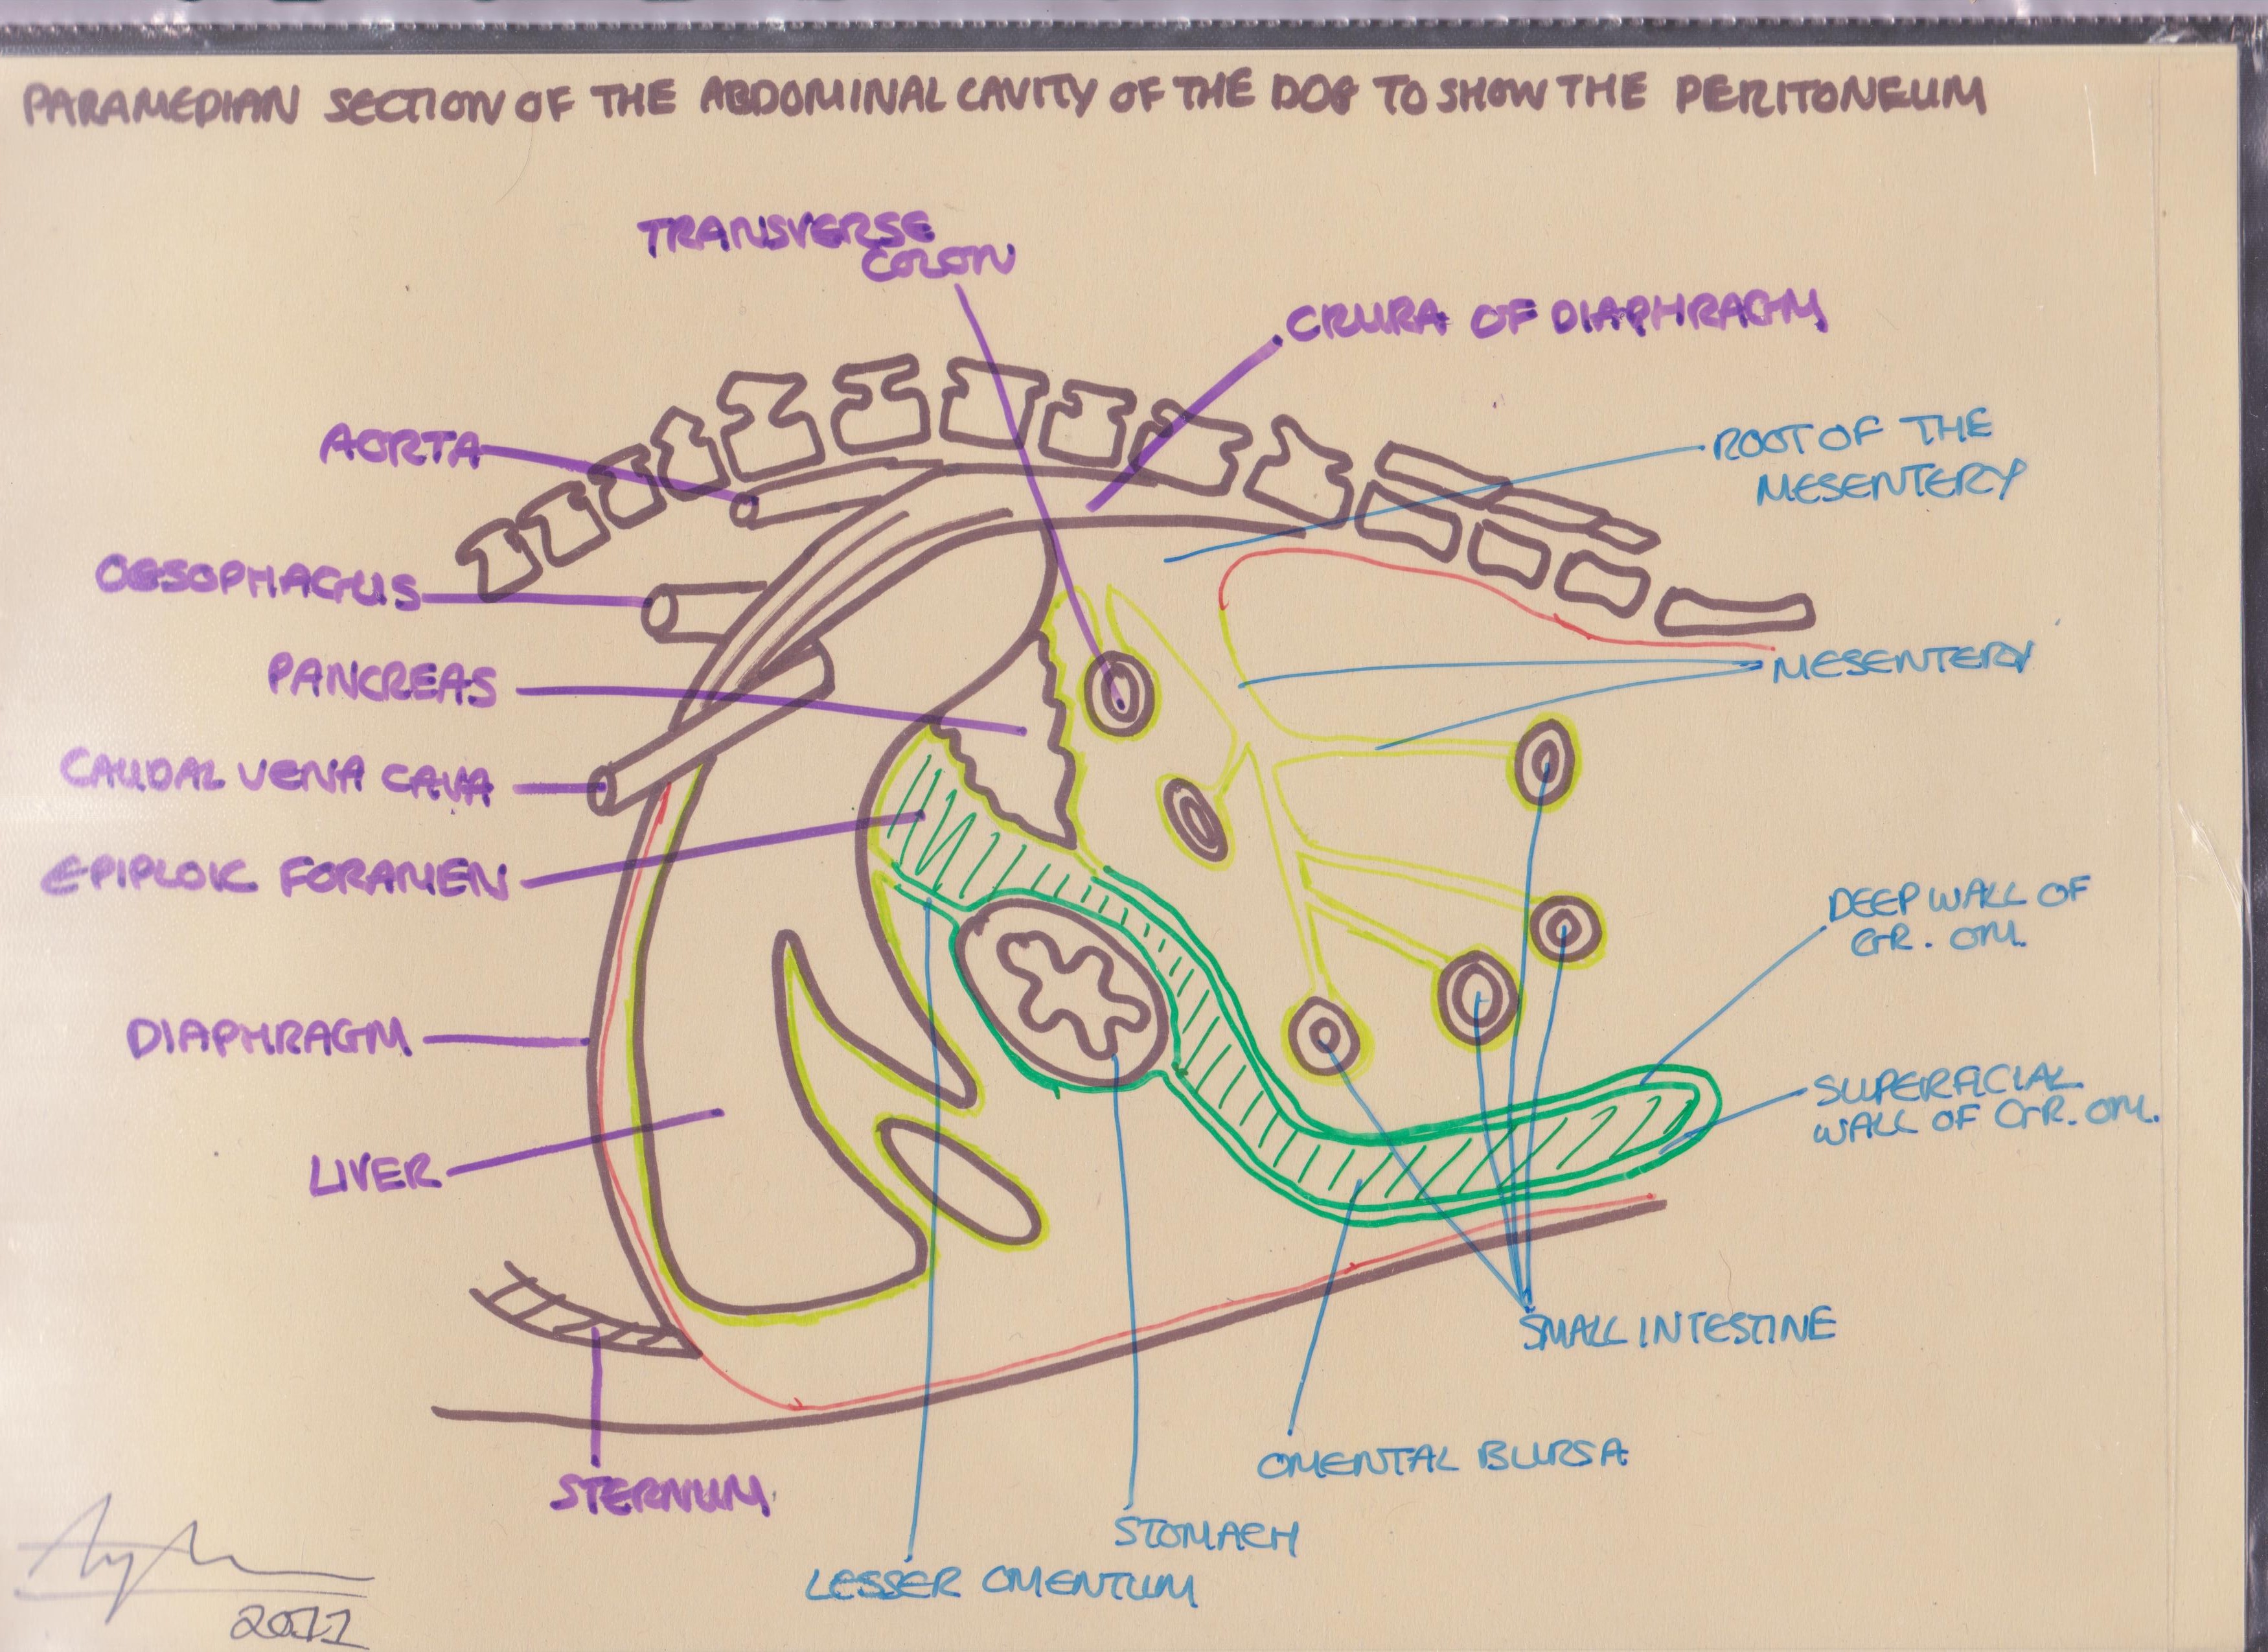 PARAMEDIAN SECTION OF THE ABDOMINAL CAVITY OF THE DOG TO SHOW THE PERITONEUM
TRANSVERSE
COLON
CRURA OF DIAPHRAGM
AORTA
ROOT OF THE
MESENTERY
OESOPHAGUS
PANCREAS
MESENTERY
CAUDAL VENA CAVA
EPIPLOIC FORAMEN
DEEP WALL OF
GR. OM.
DIAPHRAGM
SUPERFICIAL
WALL OF GR. OM.
LIVER
SMALL INTESTINE
OMENTAL BURSA
STERNUM
STOMACH
LESSER OMENTUM
2011